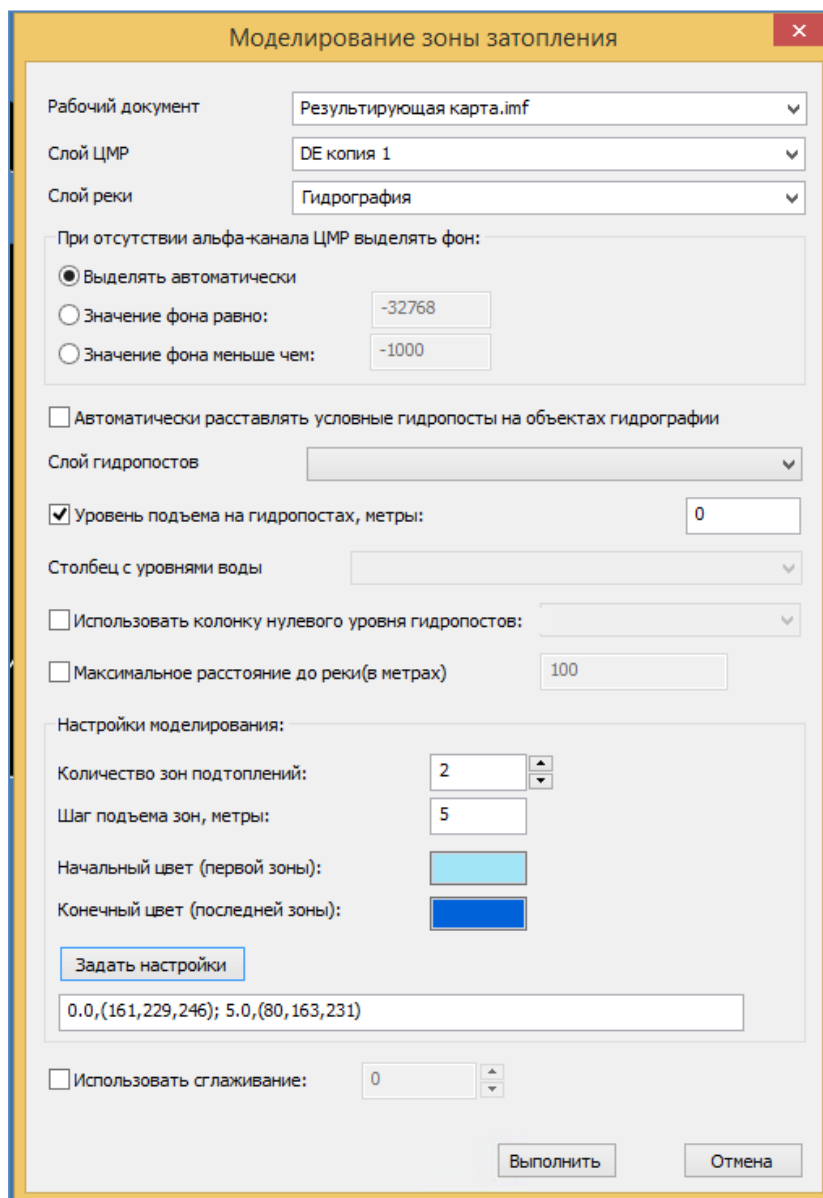 Моделирование зоны затопления
Рабочий документ Результирующая карта.imf
Слой ЦМР DE копия 1
Слой реки Гидрография
При отсутствии альфа-канала ЦМР выделять фон:
Выделять автоматически
Значение фона равно: -32768
Значение фона меньше чем: -1000
Автоматически расставлять условные гидропосты на объектах гидрографии
Слой гидропостов
Уровень подъема на гидропостах, метры: 0
Столбец с уровнями воды
Использовать колонку нулевого уровня гидропостов:
Максимальное расстояние до реки(в метрах) 100
Настройки моделирования:
Количество зон подтоплений: 2
Шаг подъема зон, метры: 5
Начальный цвет (первой зоны):
Конечный цвет (последней зоны):
Задать настройки
0.0,(161,229,246); 5.0,(80,163,231)
Использовать сглаживание: 0
Выполнить Отмена